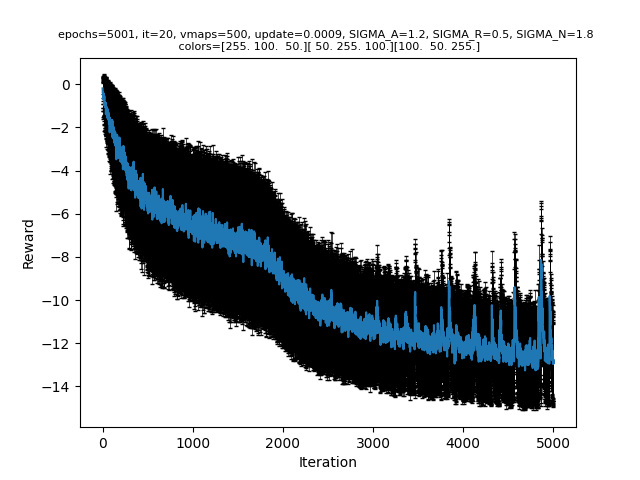 epochs=5001, it=20, vmaps=500, update=0.0009, SIGMA_A=1.2, SIGMA_R=0.5, SIGMA_N=1.8
colors=[255. 100.  50.][ 50. 255. 100.][100.  50. 255.]
0
−2
−4
−6
−8
−10
−12
−14
Reward
0 1000 2000 3000 4000 5000
Iteration